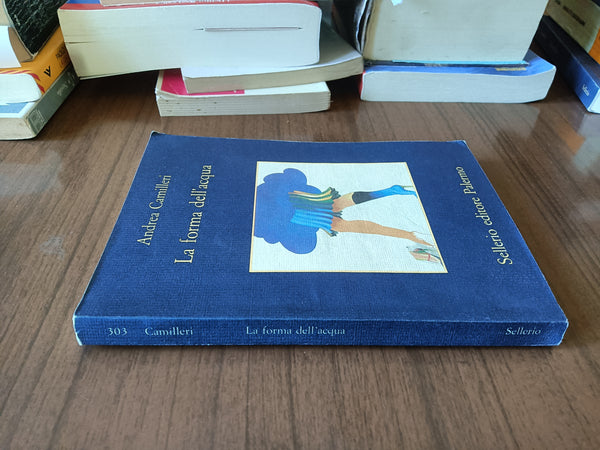 Andrea Camilleri
La forma dell'acqua
Sellerio editore Palermo
303 Camilleri La forma dell'acqua Sellerio